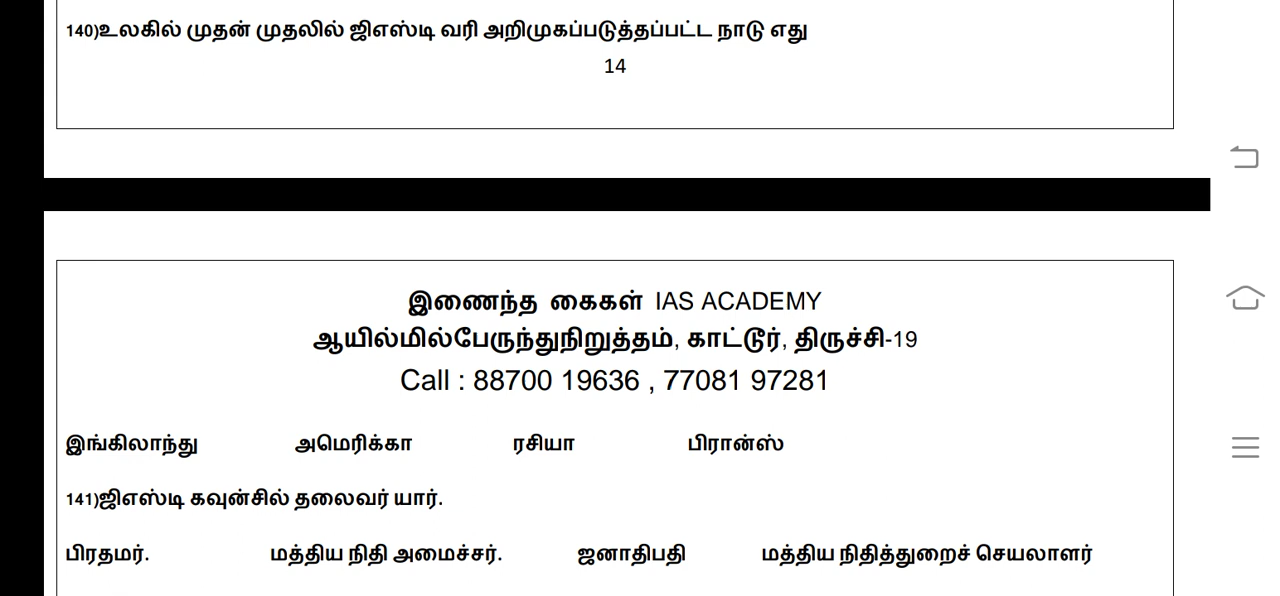 140)உலகில் முதன் முதலில் ஜிஎஸ்டி வரி அறிமுகப்படுத்தப்பட்ட நாடு எது
14
இணைந்த கைகள் IAS ACADEMY
ஆயில்மில்பேருந்துநிறுத்தம், காட்டூர், திருச்சி-19
Call : 88700 19636 , 77081 97281
இங்கிலாந்து அமெரிக்கா ரசியா பிரான்ஸ்
141)ஜிஎஸ்டி கவுன்சில் தலைவர் யார்.
பிரதமர். மத்திய நிதி அமைச்சர். ஜனாதிபதி மத்திய நிதித்துறைச் செயலாளர்